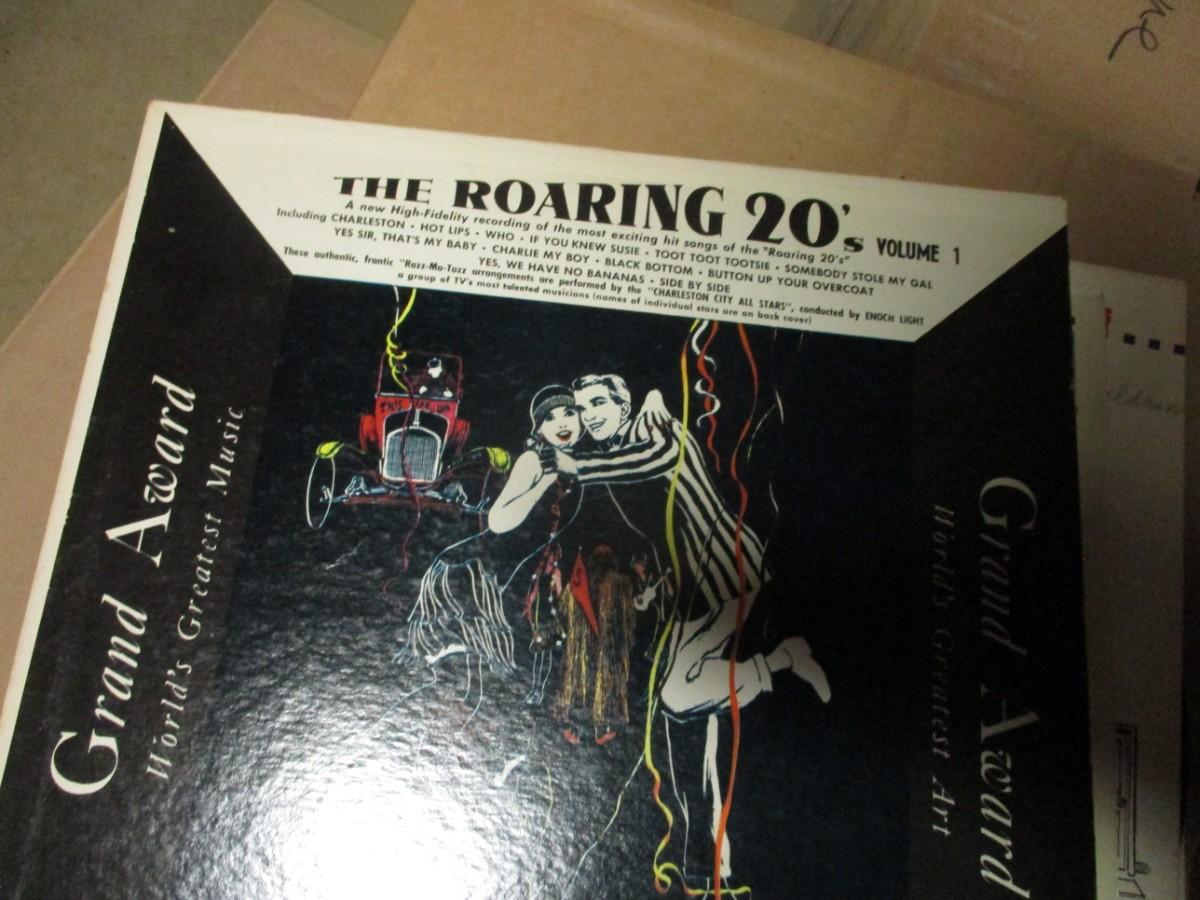 THE ROARING 20's VOLUME 1
A new High-Fidelity recording of the most exciting hit songs of the "Roaring 20's"
Including CHARLESTON • HOT LIPS • WHO • IF YOU KNEW SUSIE • TOOT TOOT TOOTSIE • SOMEBODY STOLE MY GAL
YES SIR, THAT'S MY BABY • CHARLIE MY BOY • BLACK BOTTOM • BUTTON UP YOUR OVERCOAT
YES, WE HAVE NO BANANAS • SIDE BY SIDE
These authentic, frantic "Razz-Ma-Tazz arrangements are performed by the "CHARLESTON CITY ALL STARS", conducted by ENOCH LIGHT
a group of TV's most talented musicians (names of individual stars are on back cover)
Grand Award
World's Greatest Music
Grand Award
World's Greatest Art